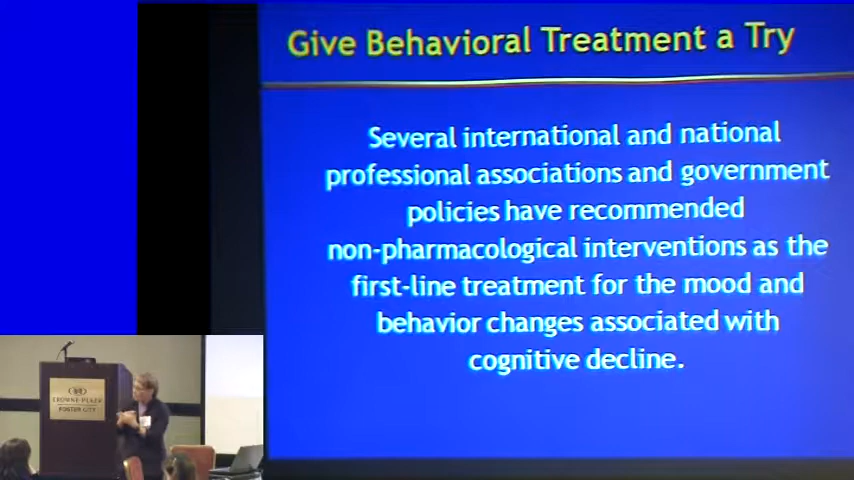 Give Behavioral Treatment a Try
Several international and national
professional associations and government
policies have recommended
non-pharmacological interventions as the
first-line treatment for the mood and
behavior changes associated with
cognitive decline.
CROWNE PLAZA
FOSTER CITY